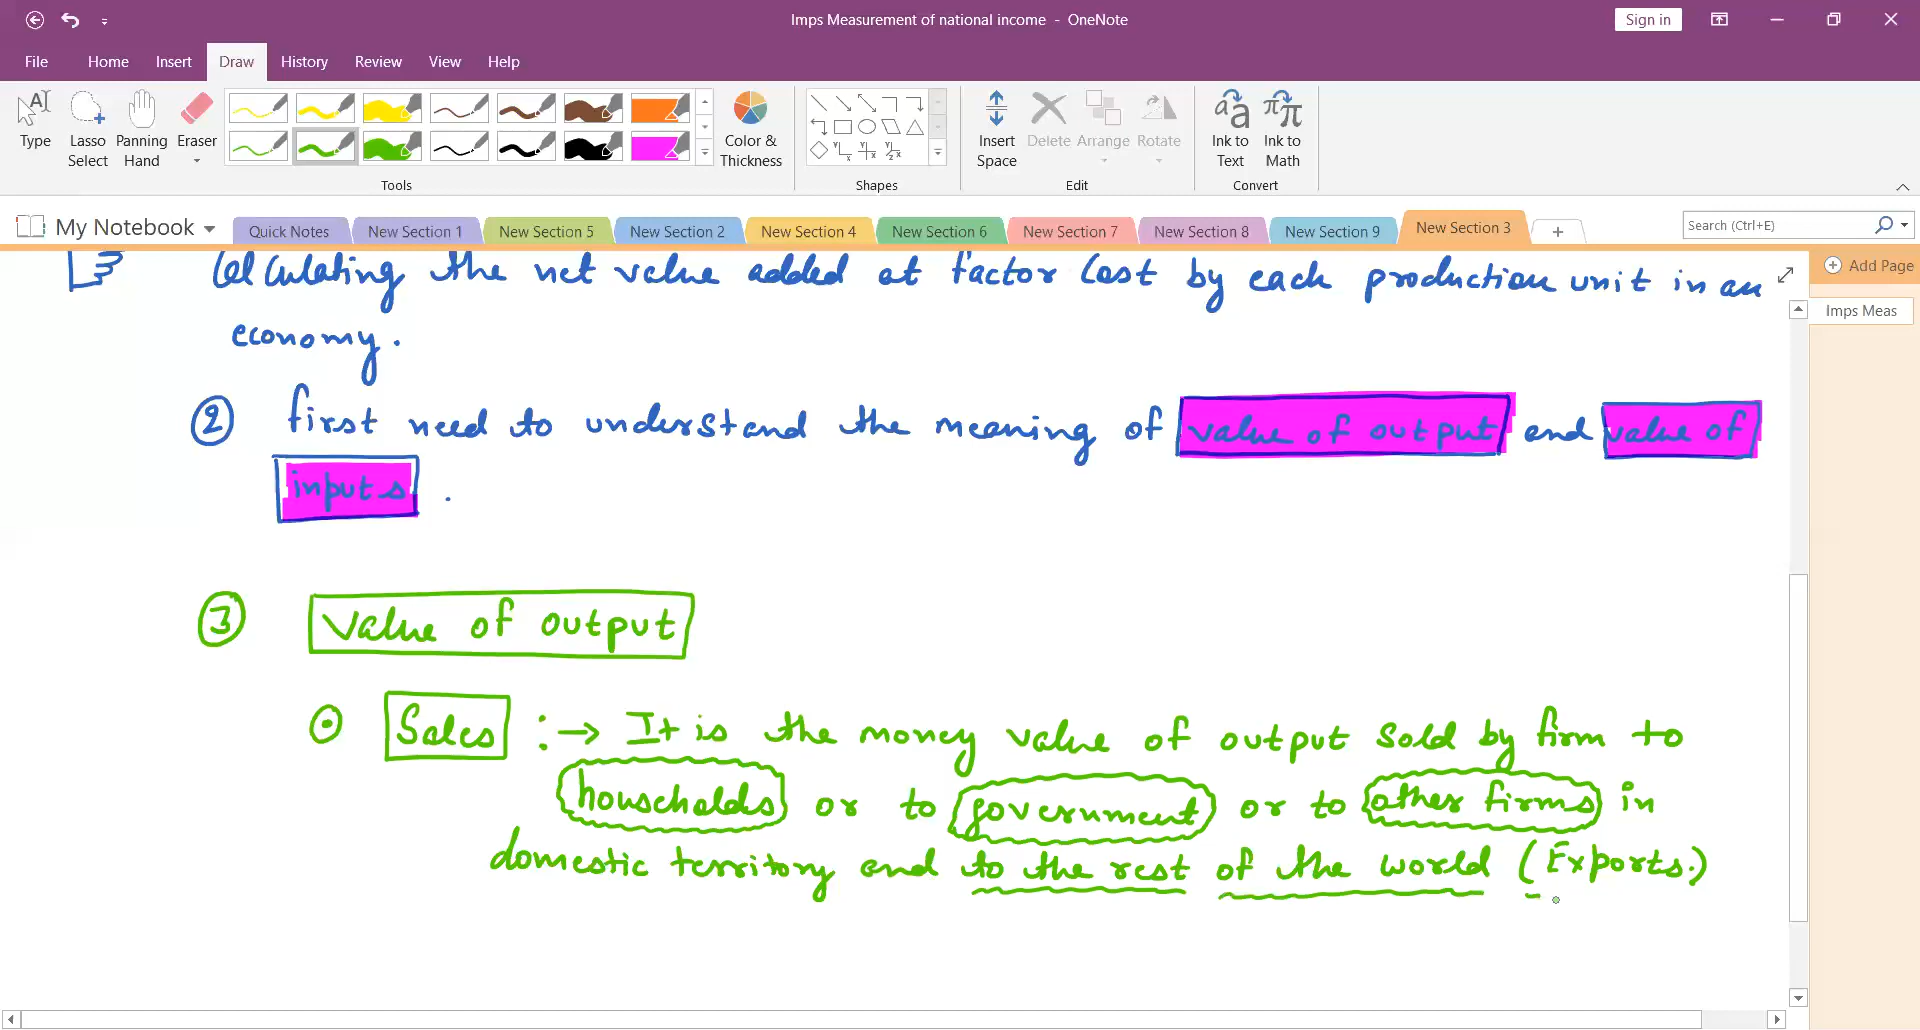 Imps Measurement of national income - OneNote
Sign in
File Home Insert Draw History Review View Help
Type Lasso Select Panning Hand Eraser Color & Thickness Insert Space Delete Arrange Rotate Ink to Text Ink to Math
Tools Shapes Edit Convert
My Notebook Quick Notes New Section 1 New Section 5 New Section 2 New Section 4 New Section 6 New Section 7 New Section 8 New Section 9 New Section 3 + Search (Ctrl+E)
Add Page
Imps Meas
Calculating the net value added at factor cost by each production unit in an
economy.
② first need to understand the meaning of value of output and value of
inputs.
③ Value of output
⊙ Sales :→ It is the money value of output sold by firm to
households or to government or to other firms in
domestic territory and to the rest of the world (Exports.)